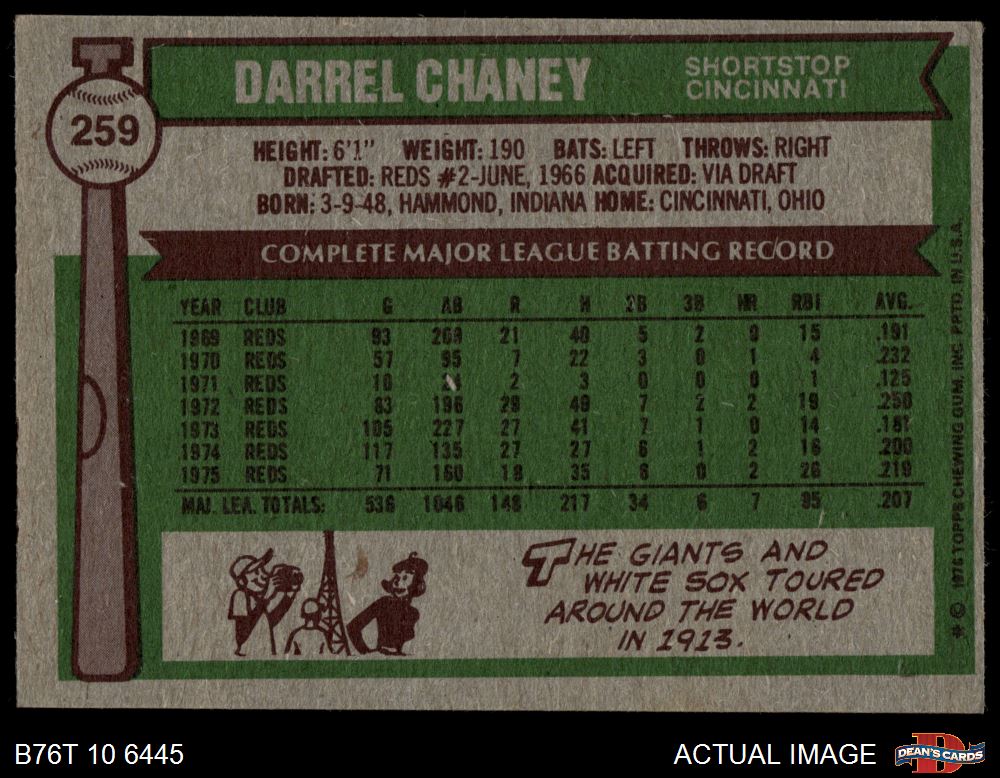 DARREL CHANEY
SHORTSTOP
CINCINNATI
259
HEIGHT: 6'1" WEIGHT: 190 BATS: LEFT THROWS: RIGHT
DRAFTED: REDS #2-JUNE, 1966 ACQUIRED: VIA DRAFT
BORN: 3-9-48, HAMMOND, INDIANA HOME: CINCINNATI, OHIO
COMPLETE MAJOR LEAGUE BATTING RECORD
YEAR CLUB G AB R H 2B 3B HR RBI AVG.
1969 REDS 93 209 21 40 5 2 0 15 .191
1970 REDS 57 95 7 22 3 0 1 4 .232
1971 REDS 10 2 3 0 0 0 1 .125
1972 REDS 83 196 29 49 7 2 2 19 .250
1973 REDS 105 227 27 41 7 1 0 14 .181
1974 REDS 117 135 27 27 6 1 2 16 .200
1975 REDS 71 160 18 35 6 0 2 26 .219
MAJ. LEA. TOTALS: 536 1046 148 217 34 6 7 95 .207
THE GIANTS AND
WHITE SOX TOURED
AROUND THE WORLD
IN 1913.
* © 1976 TOPPS CHEWING GUM, INC. PRTD. IN U.S.A.
B76T 10 6445
ACTUAL IMAGE
D
DEAN'S CARDS